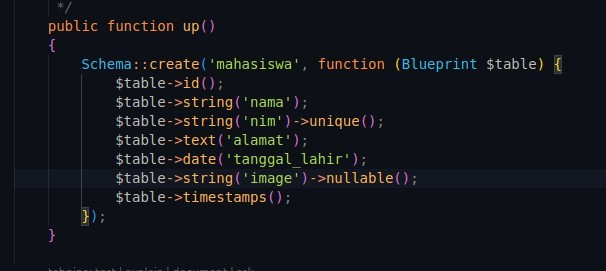 */
public function up()
{
Schema::create('mahasiswa', function (Blueprint $table) {
$table->id();
$table->string('nama');
$table->string('nim')->unique();
$table->text('alamat');
$table->date('tanggal_lahir');
$table->string('image')->nullable();
$table->timestamps();
});
}